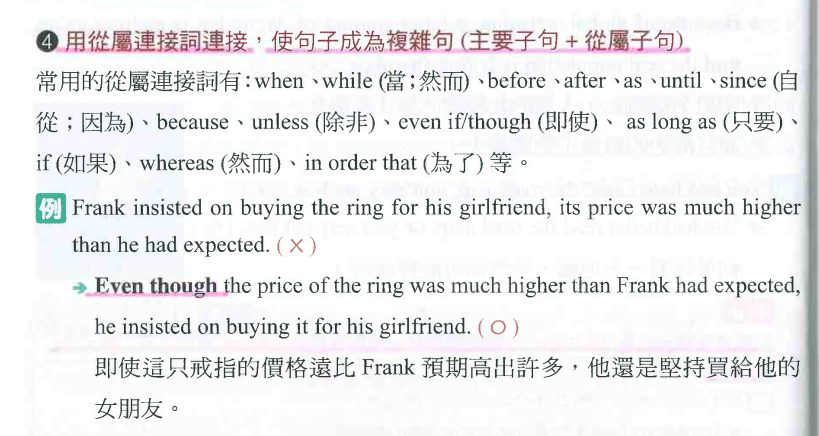 ❹ 用從屬連接詞連接，使句子成為複雜句 (主要子句 + 從屬子句)
常用的從屬連接詞有：when、while (當；然而)、before、after、as、until、since (自
從；因為)、because、unless (除非)、even if/though (即使)、 as long as (只要)、
if (如果)、whereas (然而)、in order that (為了) 等。
例 Frank insisted on buying the ring for his girlfriend, its price was much higher
than he had expected. (×)
➔ Even though the price of the ring was much higher than Frank had expected,
he insisted on buying it for his girlfriend. (○)
即使這只戒指的價格遠比 Frank 預期高出許多，他還是堅持買給他的
女朋友。